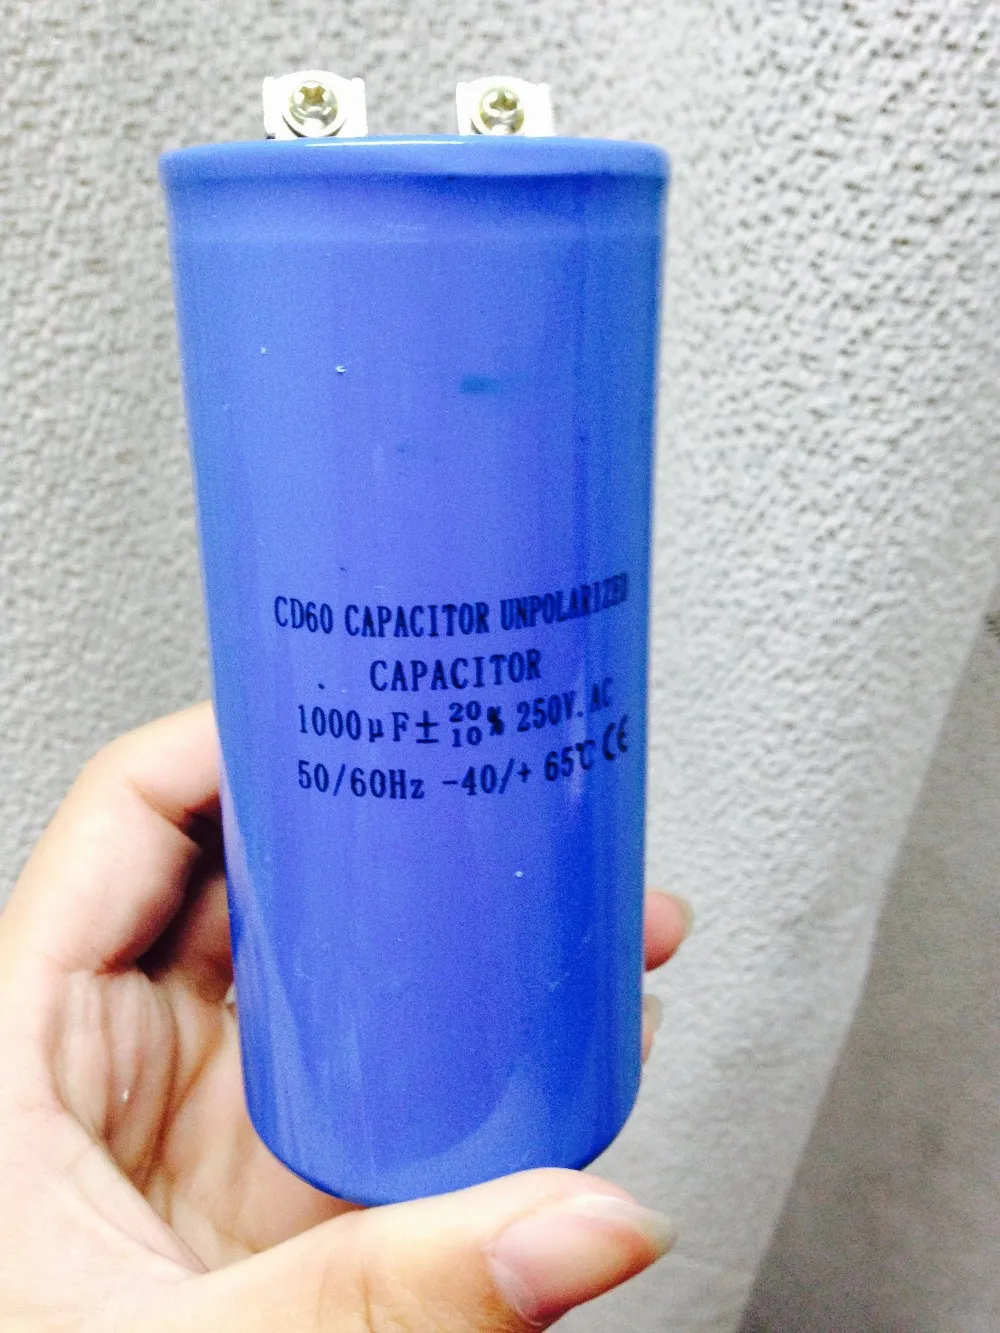 CD60 CAPACITOR UNPOLARIZED
CAPACITOR
1000μF±20/10% 250V. AC
50/60Hz -40/+ 65℃ CE